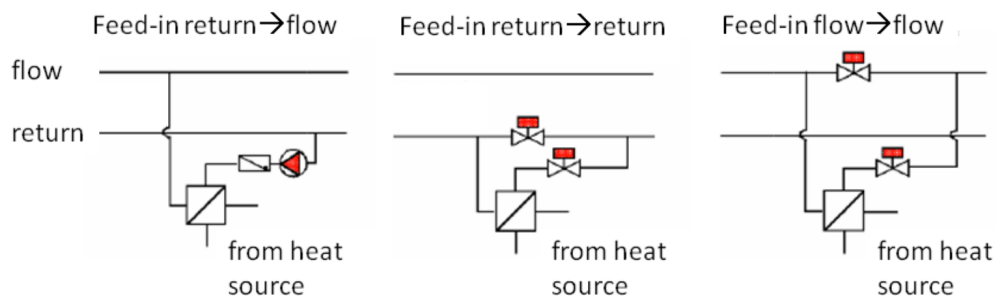 Feed-in return→flow
Feed-in return→return
Feed-in flow→flow
flow
return
from heat
source
from heat
source
from heat
source